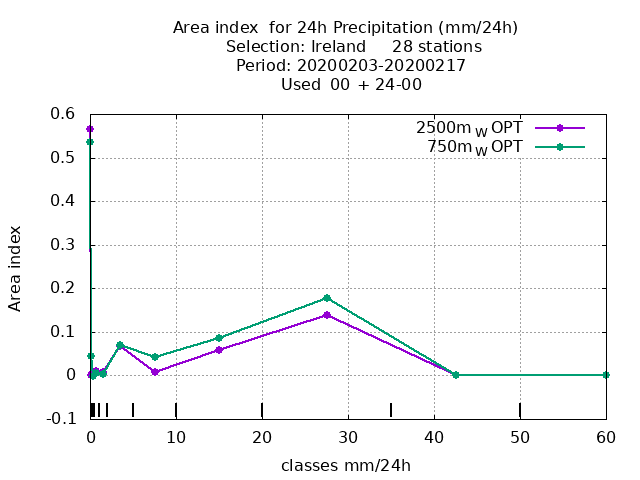 Area index  for 24h Precipitation (mm/24h)
Selection: Ireland     28 stations
Period: 20200203-20200217
Used  00 + 24-00
0.6
0.5
0.4
0.3
0.2
0.1
0
-0.1
Area index
2500m W OPT
750m W OPT
0 10 20 30 40 50 60
classes mm/24h